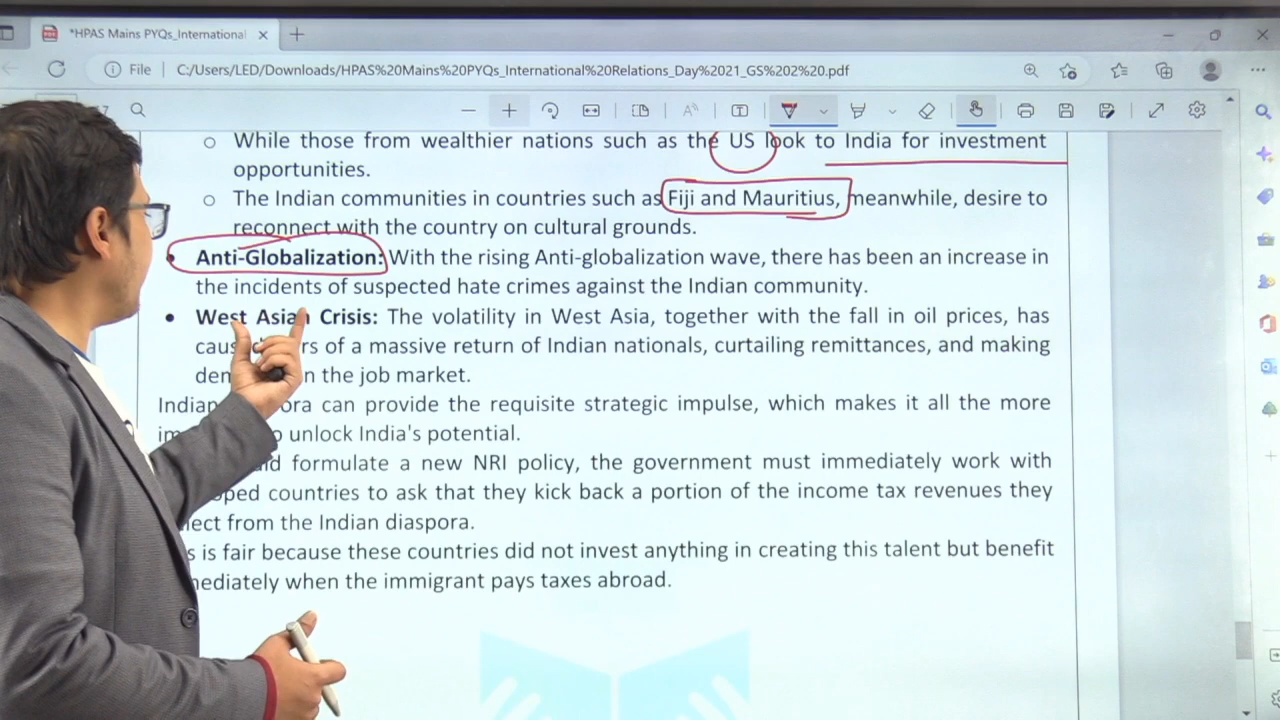 *HPAS Mains PYQs_International
File C:/Users/LED/Downloads/HPAS%20Mains%20PYQs_International%20Relations_Day%2021_GS%202%20.pdf
While those from wealthier nations such as the US look to India for investment
opportunities.
The Indian communities in countries such as Fiji and Mauritius, meanwhile, desire to
reconnect with the country on cultural grounds.
Anti-Globalization: With the rising Anti-globalization wave, there has been an increase in
the incidents of suspected hate crimes against the Indian community.
West Asian Crisis: The volatility in West Asia, together with the fall in oil prices, has
of a massive return of Indian nationals, curtailing remittances, and making
the job market.
can provide the requisite strategic impulse, which makes it all the more
unlock India's potential.
formulate a new NRI policy, the government must immediately work with
countries to ask that they kick back a portion of the income tax revenues they
from the Indian diaspora.
is fair because these countries did not invest anything in creating this talent but benefit
when the immigrant pays taxes abroad.